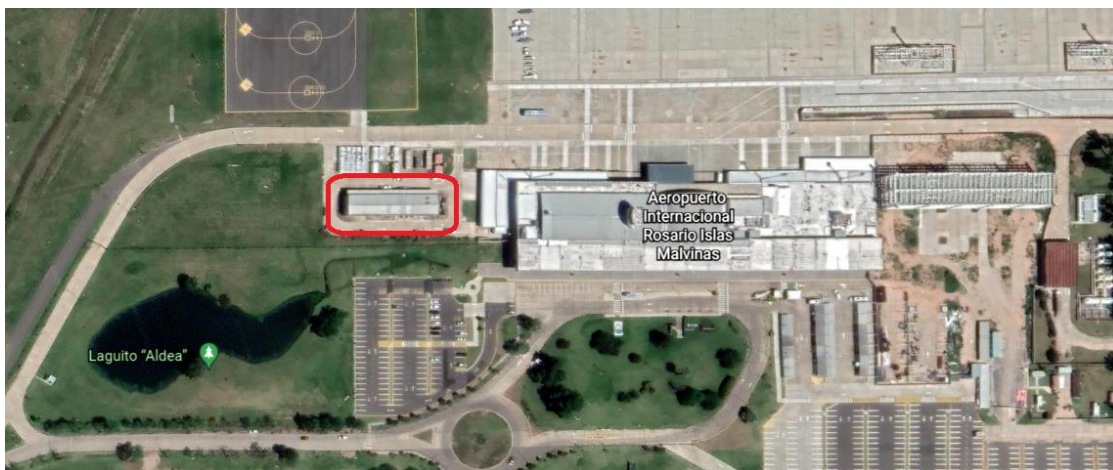 Aeropuerto
Internacional
Rosario Islas
Malvinas
Laguito "Aldea"